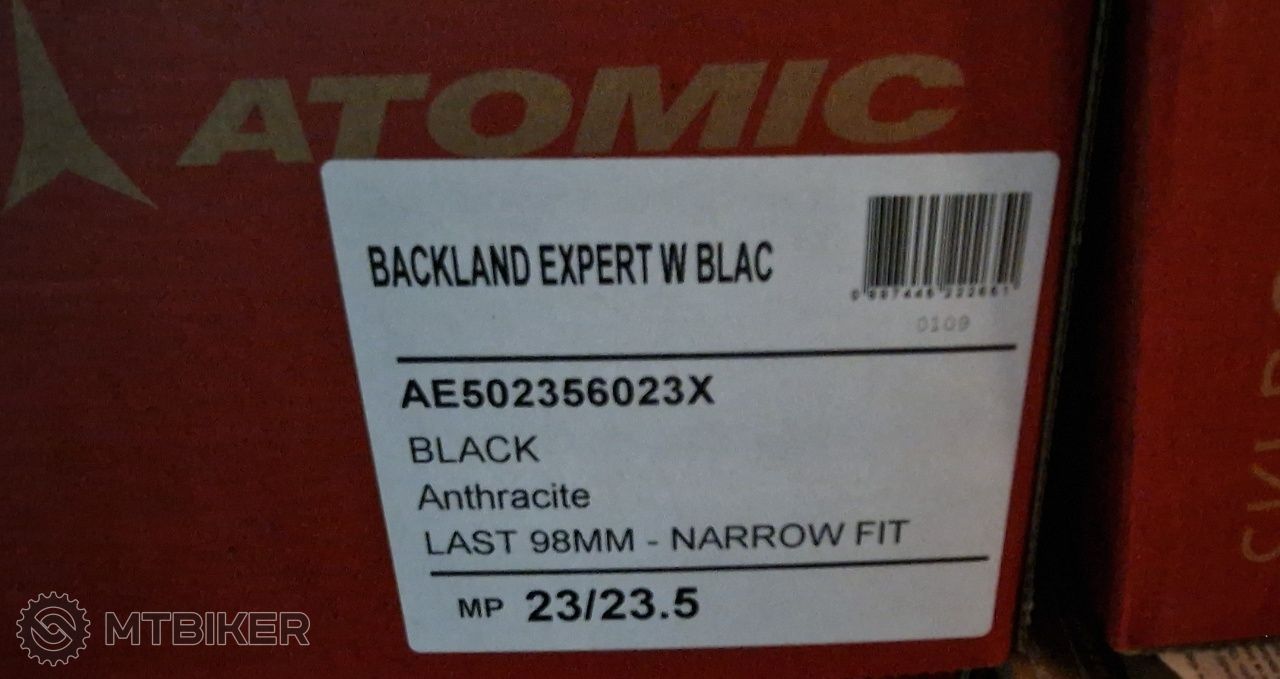 ATOMIC
BACKLAND EXPERT W BLAC
0109
AE502356023X
BLACK
Anthracite
LAST 98MM - NARROW FIT
MP 23/23.5
MTBIKER